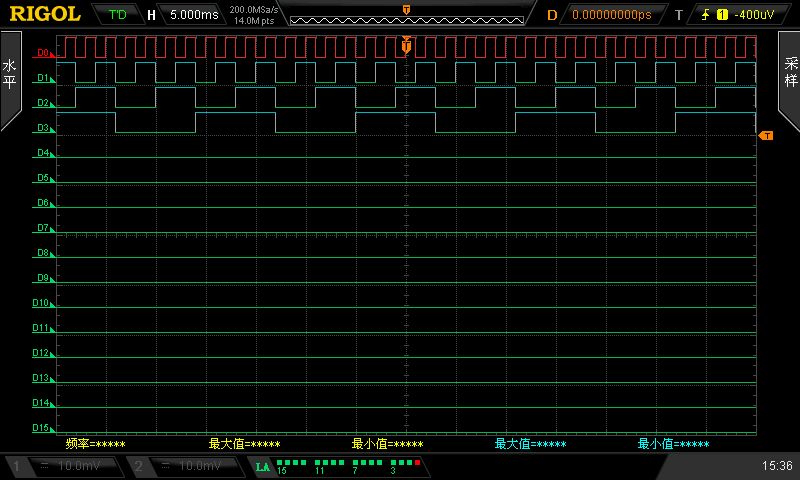 RIGOL T'D H 5.000ms 200.0MSa/s 14.0Mpts D 0.00000000ps T 1 -400uV
T
水平
采样
T
D0
D1
D2
D3
T
D4
D5
D6
D7
D8
D9
D10
D11
D12
D13
D14
D15
频率=***** 最大值=***** 最小值=***** 最大值=***** 最小值=*****
1 = 10.0mV 2 = 10.0mV LA 15 11 7 3 15:36